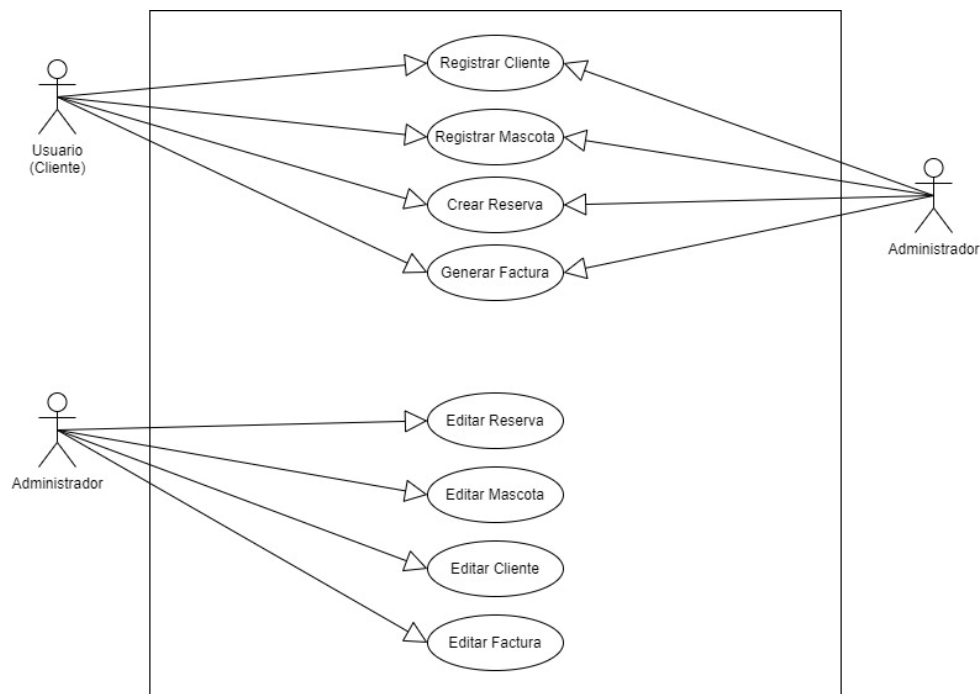 Registrar Cliente
Usuario
(Cliente)
Registrar Mascota
Crear Reserva
Administrador
Generar Factura
Editar Reserva
Administrador
Editar Mascota
Editar Cliente
Editar Factura